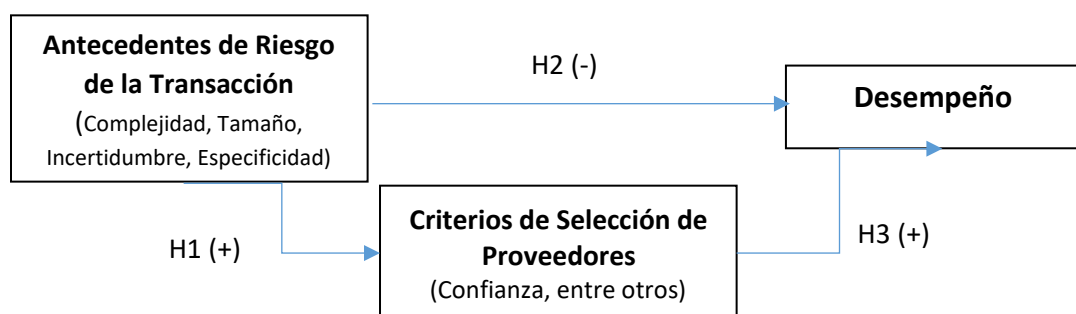 Antecedentes de Riesgo
de la Transacción
(Complejidad, Tamaño,
Incertidumbre, Especificidad)
H2 (-)
Desempeño
H1 (+)
Criterios de Selección de
Proveedores
(Confianza, entre otros)
H3 (+)